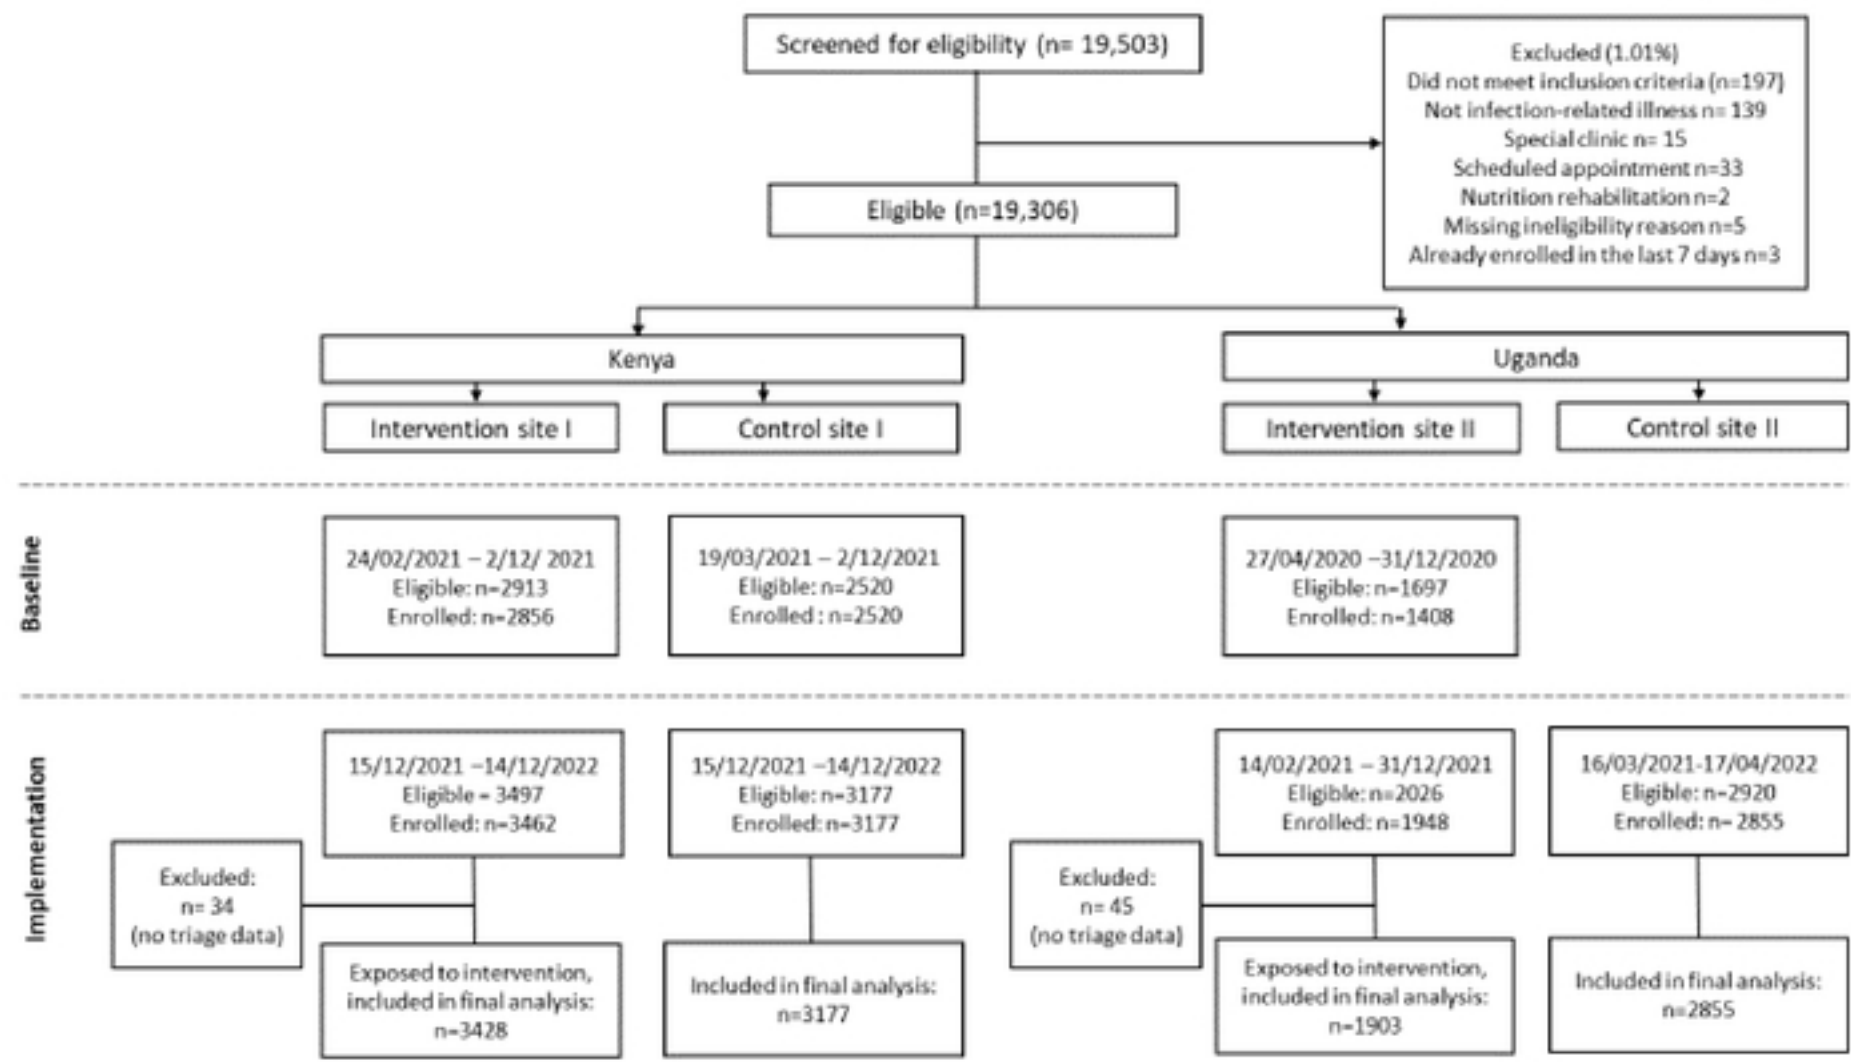 Screened for eligibility (n= 19,503)
Excluded (1.01%)
Did not meet inclusion criteria (n=197)
Not infection-related illness n= 139
Special clinic n= 15
Scheduled appointment n=33
Nutrition rehabilitation n=2
Missing ineligibility reason n=5
Already enrolled in the last 7 days n=3
Eligible (n=19,306)
Kenya
Uganda
Intervention site I
Control site I
Intervention site II
Control site II
Baseline
24/02/2021 – 2/12/ 2021
Eligible: n=2913
Enrolled: n=2856
19/03/2021 – 2/12/2021
Eligible: n=2520
Enrolled : n=2520
27/04/2020 –31/12/2020
Eligible: n=1697
Enrolled: n=1408
Implementation
15/12/2021 –14/12/2022
Eligible = 3497
Enrolled: n=3462
15/12/2021 –14/12/2022
Eligible: n=3177
Enrolled: n=3177
14/02/2021 – 31/12/2021
Eligible: n=2026
Enrolled: n=1948
16/03/2021-17/04/2022
Eligible: n=2920
Enrolled: n= 2855
Excluded:
n= 34
(no triage data)
Excluded:
n= 45
(no triage data)
Exposed to intervention,
included in final analysis:
n=3428
Included in final analysis:
n=3177
Exposed to intervention,
included in final analysis:
n=1903
Included in final analysis:
n=2855